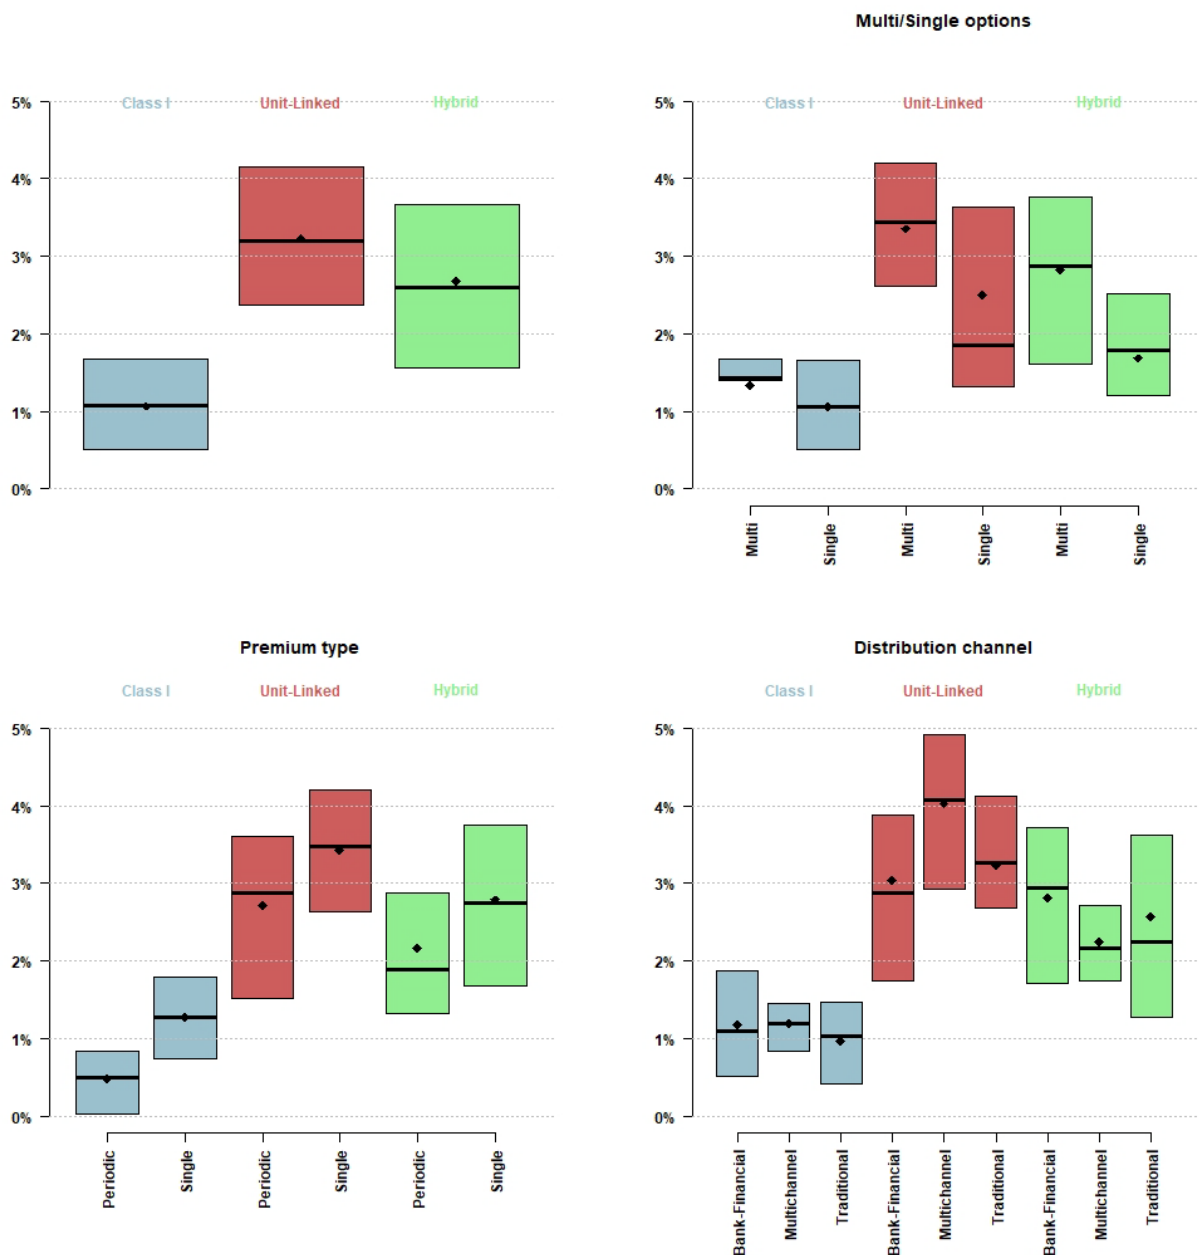 Multi/Single options
Class I Unit-Linked Hybrid
5%
4%
3%
2%
1%
0%
Class I Unit-Linked Hybrid
5%
4%
3%
2%
1%
0%
Multi Single Multi Single Multi Single
Premium type
Class I Unit-Linked Hybrid
5%
4%
3%
2%
1%
0%
Periodic Single Periodic Single Periodic Single
Distribution channel
Class I Unit-Linked Hybrid
5%
4%
3%
2%
1%
0%
Bank-Financial Multichannel Traditional Bank-Financial Multichannel Traditional Bank-Financial Multichannel Traditional